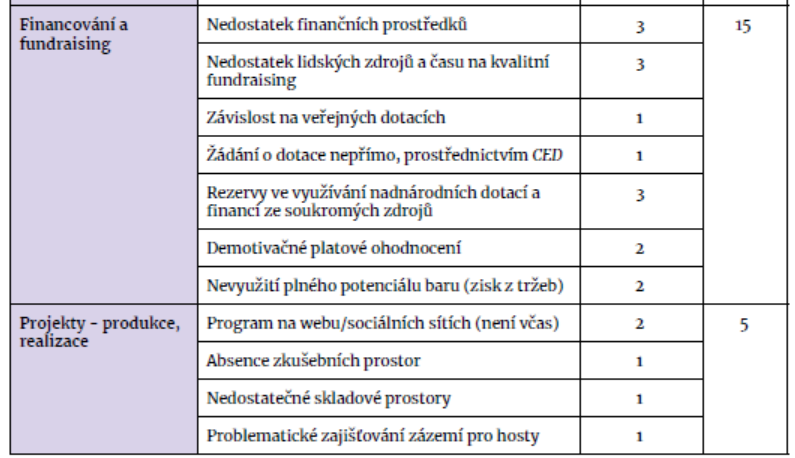 Financování a
fundraising
Nedostatek finančních prostředků 3 15
Nedostatek lidských zdrojů a času na kvalitní
fundraising
3
Závislost na veřejných dotacích 1
Žádání o dotace nepřímo, prostřednictvím CED 1
Rezervy ve využívání nadnárodních dotací a
financí ze soukromých zdrojů
3
Demotivačné platové ohodnocení 2
Nevyužití plného potenciálu baru (zisk z tržeb) 2
Projekty - produkce,
realizace
Program na webu/sociálních sítích (není včas) 2 5
Absence zkušebních prostor 1
Nedostatečné skladové prostory 1
Problematické zajišťování zázemí pro hosty 1